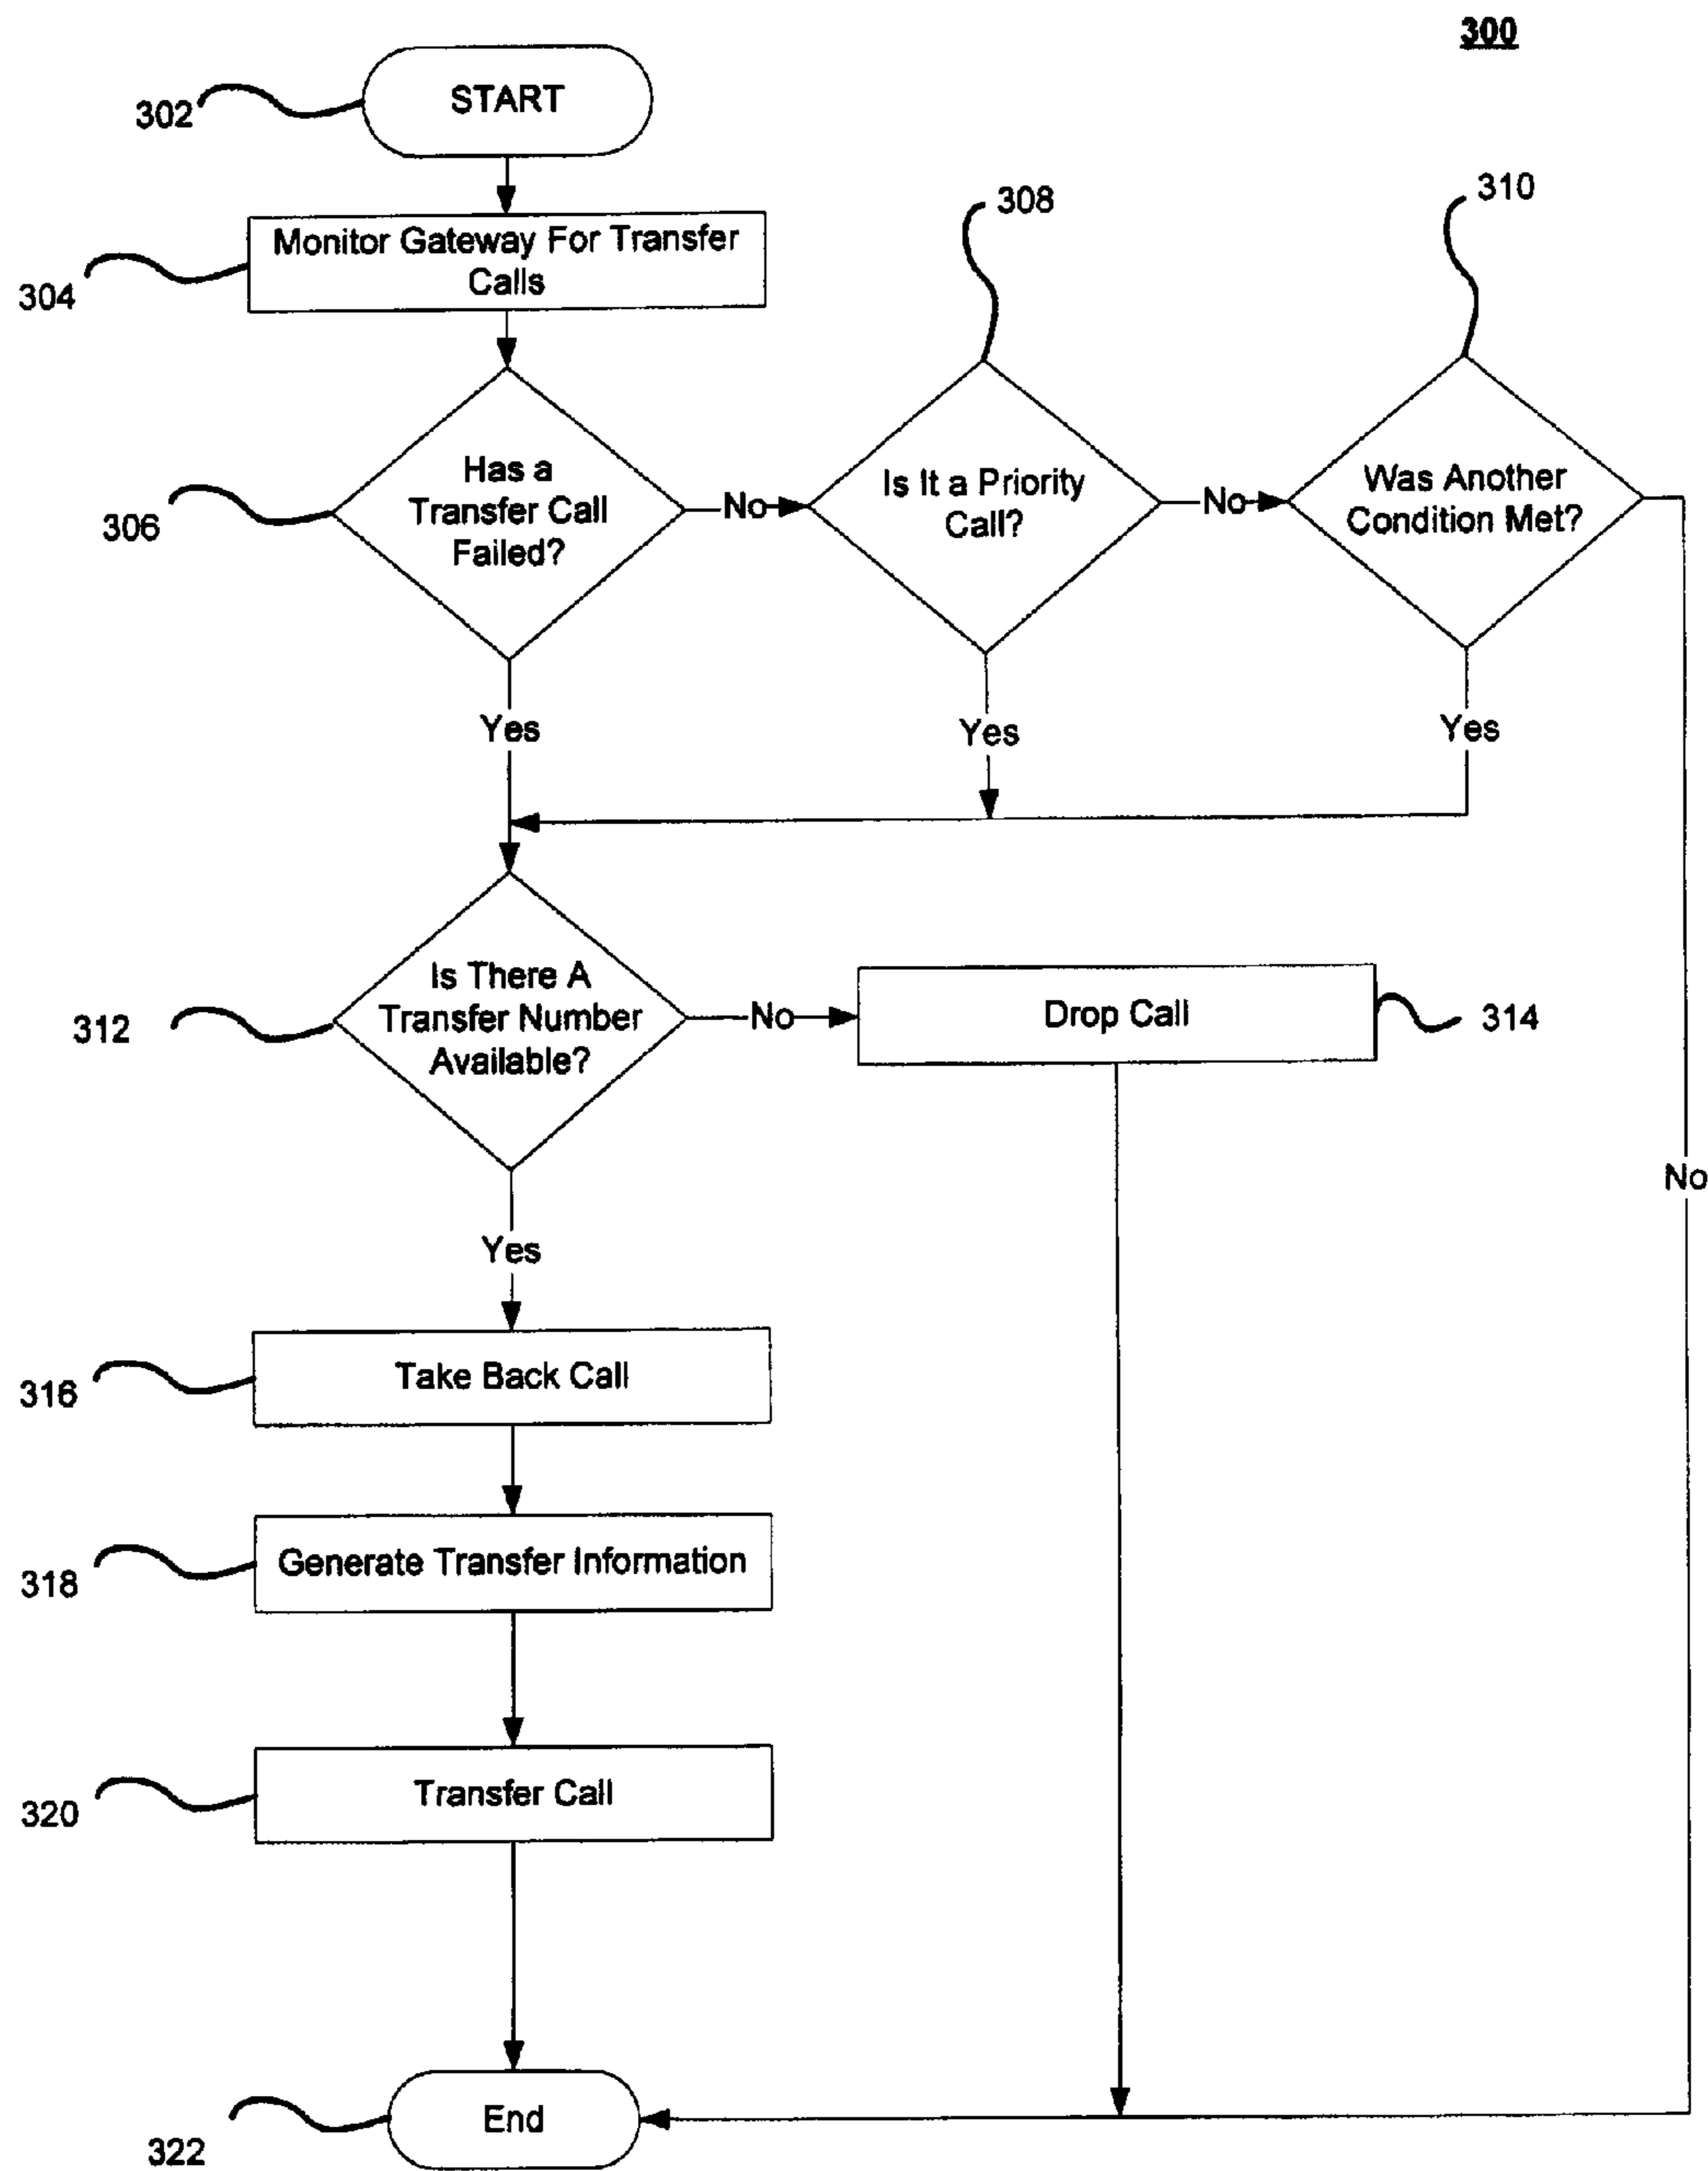 300
302
START
Monitor Gateway For Transfer
Calls
304
308
310
Has a
Transfer Call
Failed?
306
No
Is It a Priority
Call?
No
Was Another
Condition Met?
Yes
Yes
Yes
Is There A
Transfer Number
Available?
312
No
Drop Call
314
No
Yes
Take Back Call
316
Generate Transfer Information
318
Transfer Call
320
End
322